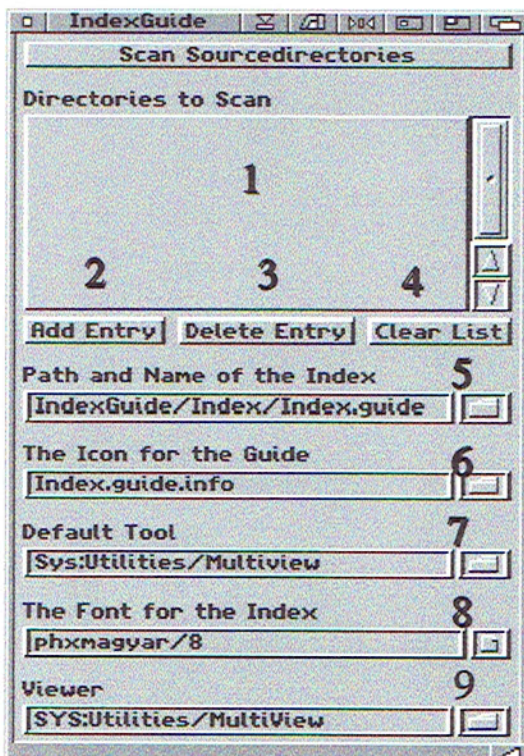 IndexGuide
Scan Sourcedirectories
Directories to Scan
1
2 3 4
Add Entry Delete Entry Clear List
Path and Name of the Index 5
IndexGuide/Index/Index.guide
The Icon for the Guide 6
Index.guide.info
Default Tool 7
Sys:Utilities/Multiview
The Font for the Index 8
phxmagyar/8
Viewer 9
SYS:Utilities/MultiView